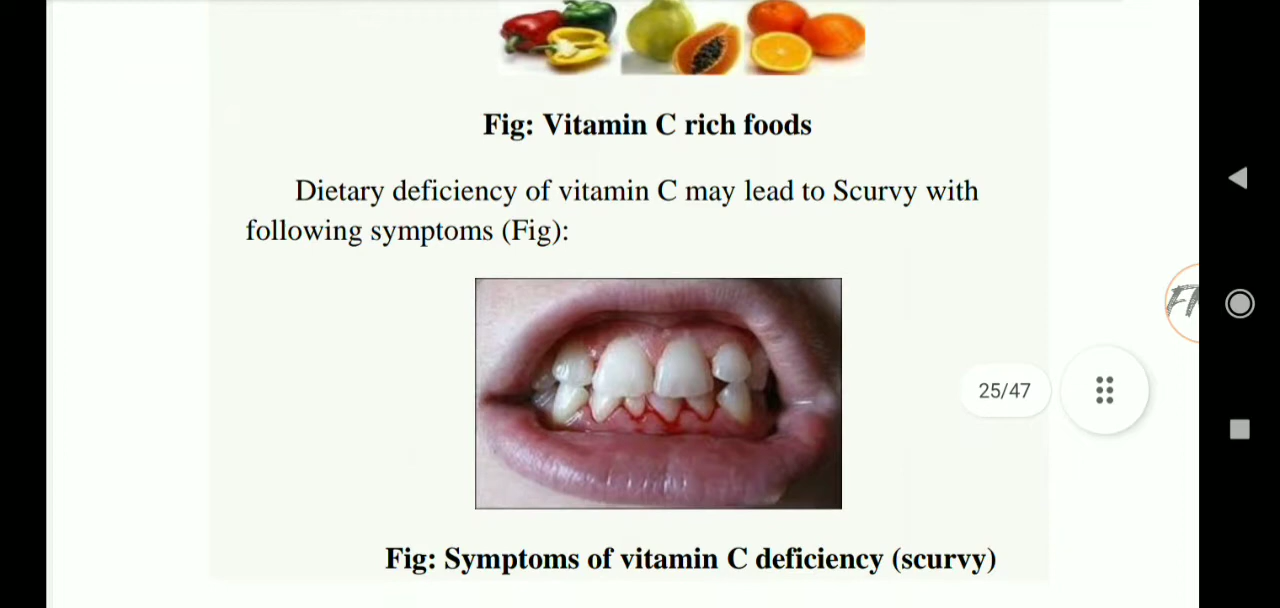 Fig: Vitamin C rich foods
Dietary deficiency of vitamin C may lead to Scurvy with
following symptoms (Fig):
25/47
Fig: Symptoms of vitamin C deficiency (scurvy)